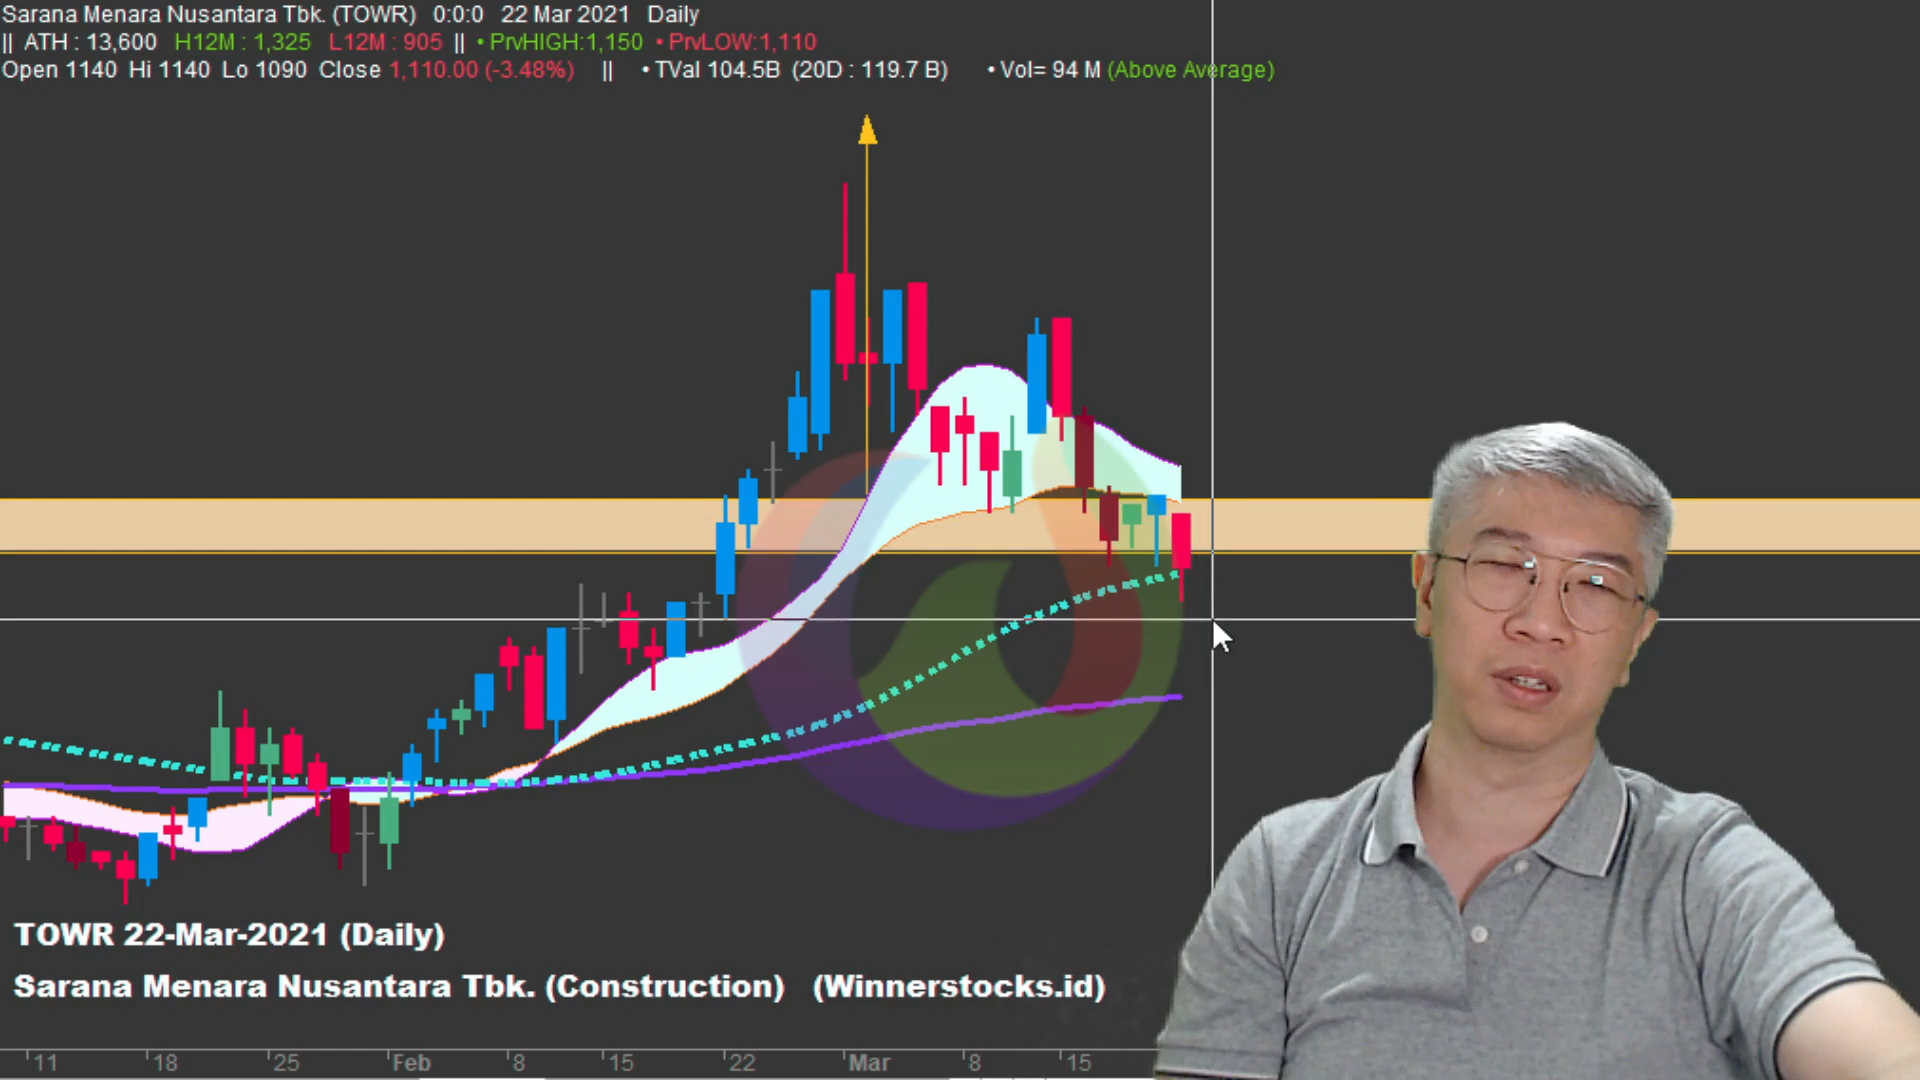 Sarana Menara Nusantara Tbk. (TOWR) 0:0:0 22 Mar 2021 Daily
|| ATH : 13,600 H12M : 1,325 L12M : 905 || • PrvHIGH:1,150 • PrvLOW:1,110
Open 1140 Hi 1140 Lo 1090 Close 1,110.00 (-3.48%) || • TVal 104.5B (20D : 119.7 B) • Vol= 94 M (Above Average)
TOWR 22-Mar-2021 (Daily)
Sarana Menara Nusantara Tbk. (Construction) (Winnerstocks.id)
11 18 25 Feb 8 15 22 Mar 8 15